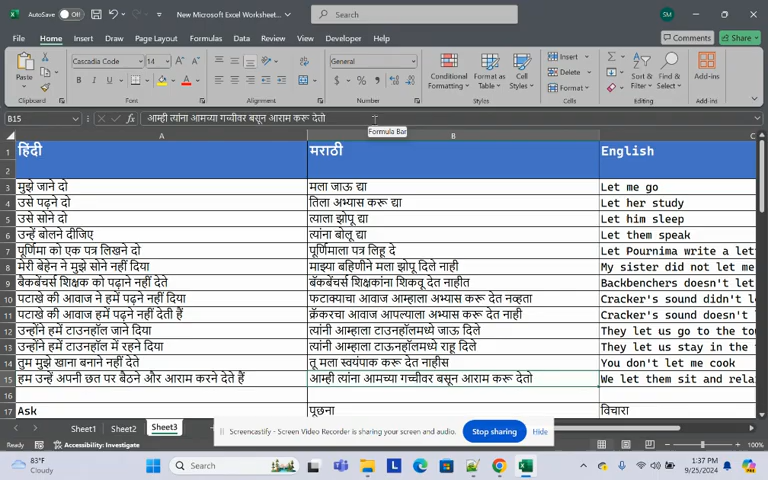 AutoSave Off New Microsoft Excel Worksheet... Search SM
File Home Insert Draw Page Layout Formulas Data Review View Developer Help Comments Share
Paste Cascadia Code 14 General Conditional Formatting Format as Table Cell Styles Insert Delete Format Sort & Filter Find & Select Add-ins
Clipboard Font Alignment Number Styles Cells Editing Add-ins
B15 आम्ही त्यांना आमच्या गच्चीवर बसून आराम करू देतो
Formula Bar
A B C
1 हिंदी मराठी English
2
3 मुझे जाने दो मला जाऊ द्या Let me go
4 उसे पढ़ने दो तिला अभ्यास करू द्या Let her study
5 उसे सोने दो त्याला झोपू द्या Let him sleep
6 उन्हें बोलने दीजिए त्यांना बोलू द्या Let them speak
7 पूर्णिमा को एक पत्र लिखने दो पूर्णिमाला पत्र लिहू दे Let Pournima write a let
8 मेरी बेहेन ने मुझे सोने नहीं दिया माझ्या बहिणीने मला झोपू दिले नाही My sister did not let me
9 बैकबेंचर्स शिक्षक को पढ़ाने नहीं देते बॅकबेंचर्स शिक्षकांना शिकवू देत नाहीत Backbenchers doesn't let
10 पटाखे की आवाज ने हमें पढ़ने नहीं दिया फटाक्याचा आवाज आम्हाला अभ्यास करू देत नव्हता Cracker's sound didn't l
11 पटाखे की आवाज हमें पढ़ने नहीं देती हैं क्रॅकरचा आवाज आपल्याला अभ्यास करू देत नाही Cracker's sound doesn't
12 उन्होंने हमें टाउनहॉल जाने दिया त्यांनी आम्हाला टाउनहॉलमध्ये जाऊ दिले They let us go to the to
13 उन्होंने हमें टाउनहॉल में रहने दिया त्यांनी आम्हाला टाऊनहॉलमध्ये राहू दिले They let us stay in the
14 तुम मुझे खाना बनाने नहीं देते तू मला स्वयंपाक करू देत नाहीस You don't let me cook
15 हम उन्हें अपनी छत पर बैठने और आराम करने देते हैं आम्ही त्यांना आमच्या गच्चीवर बसून आराम करू देतो We let them sit and rela
16
17 Ask पूछना विचारा
Sheet1 Sheet2 Sheet3
Screencastify - Screen Video Recorder is sharing your screen and audio. Stop sharing Hide
Ready Accessibility: Investigate 100%
83°F
Cloudy
Search
1:37 PM
9/25/2024